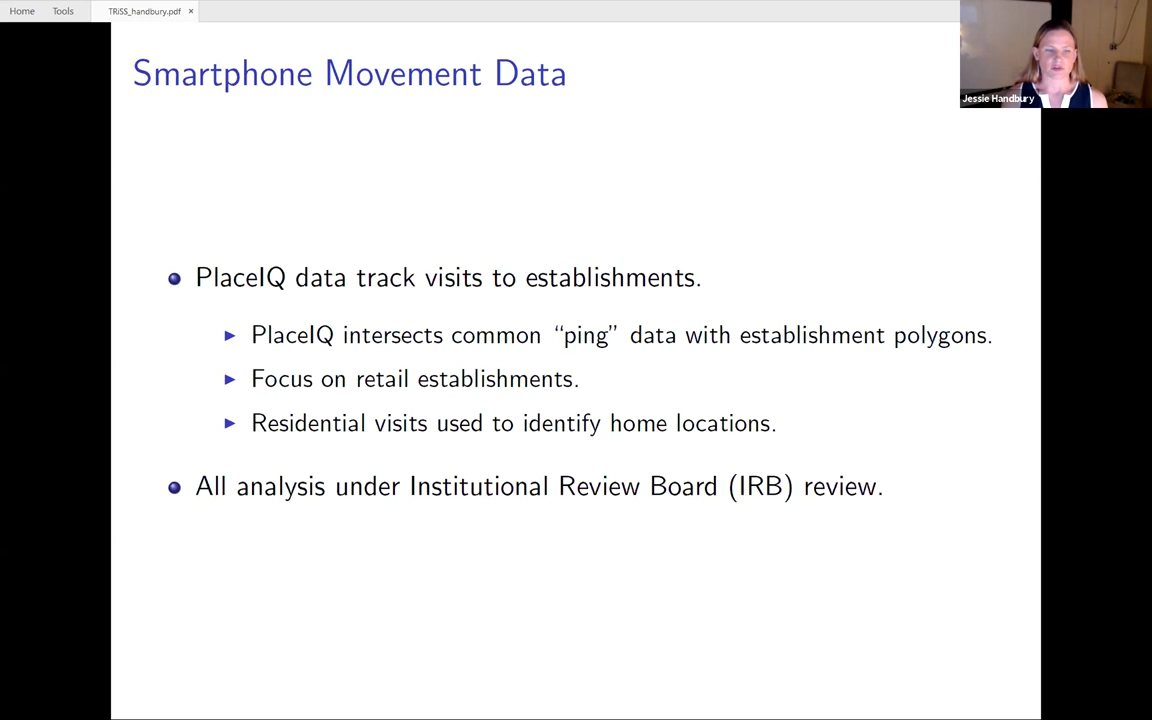 Home Tools TRiSS_handbury.pdf ×
Jessie Handbury
Smartphone Movement Data
PlaceIQ data track visits to establishments.
PlaceIQ intersects common “ping” data with establishment polygons.
Focus on retail establishments.
Residential visits used to identify home locations.
All analysis under Institutional Review Board (IRB) review.